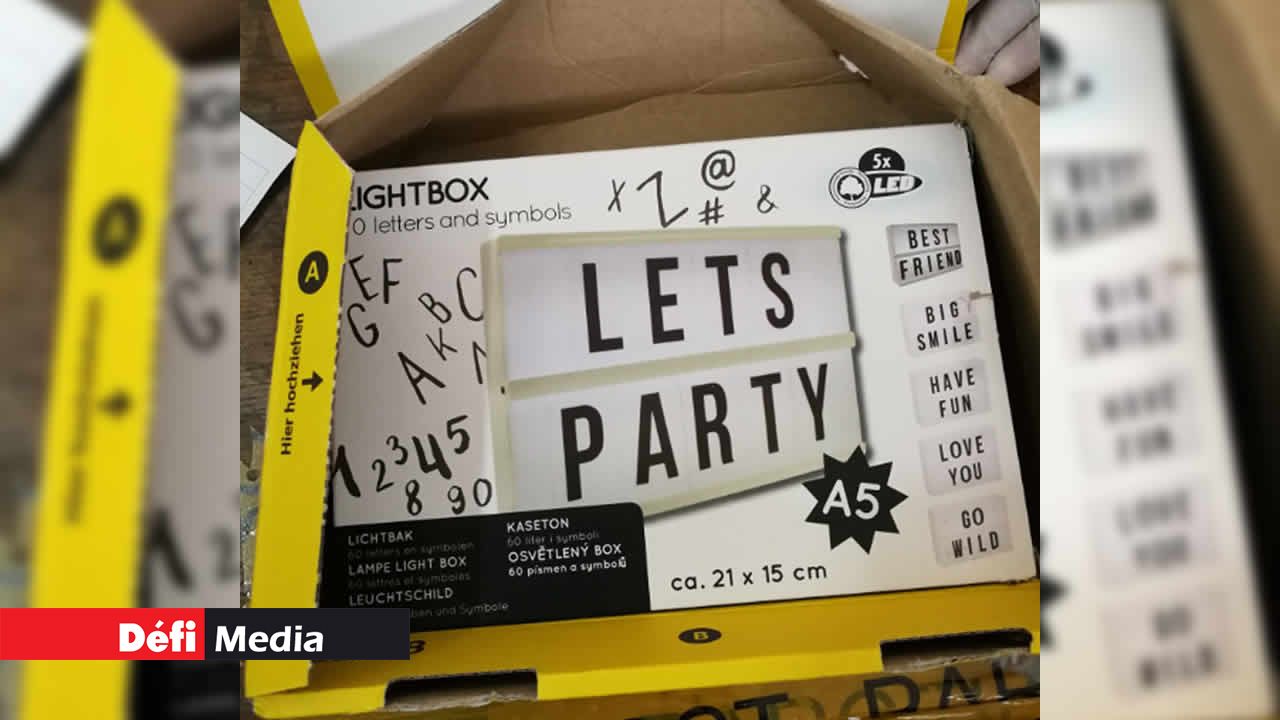 LIGHTBOX
0 letters and symbols
X Z @ # &
5x
LED
E F
G
B C
K
A
1 2 3 4 5
8 9 0
LETS
PARTY
BEST
FRIEND
BIG
SMILE
HAVE
FUN
LOVE
YOU
GO
WILD
A5
ca. 21 x 15 cm
LICHTBAK
60 letters en symbolen
LAMPE LIGHT BOX
60 lettres et symboles
LEUCHTSCHILD
ben und Symbole
KASETON
60 liter i symboli
OSVĚTLENÝ BOX
60 písmen a symbolů
A
Hier hochziehen
B
Défi Media